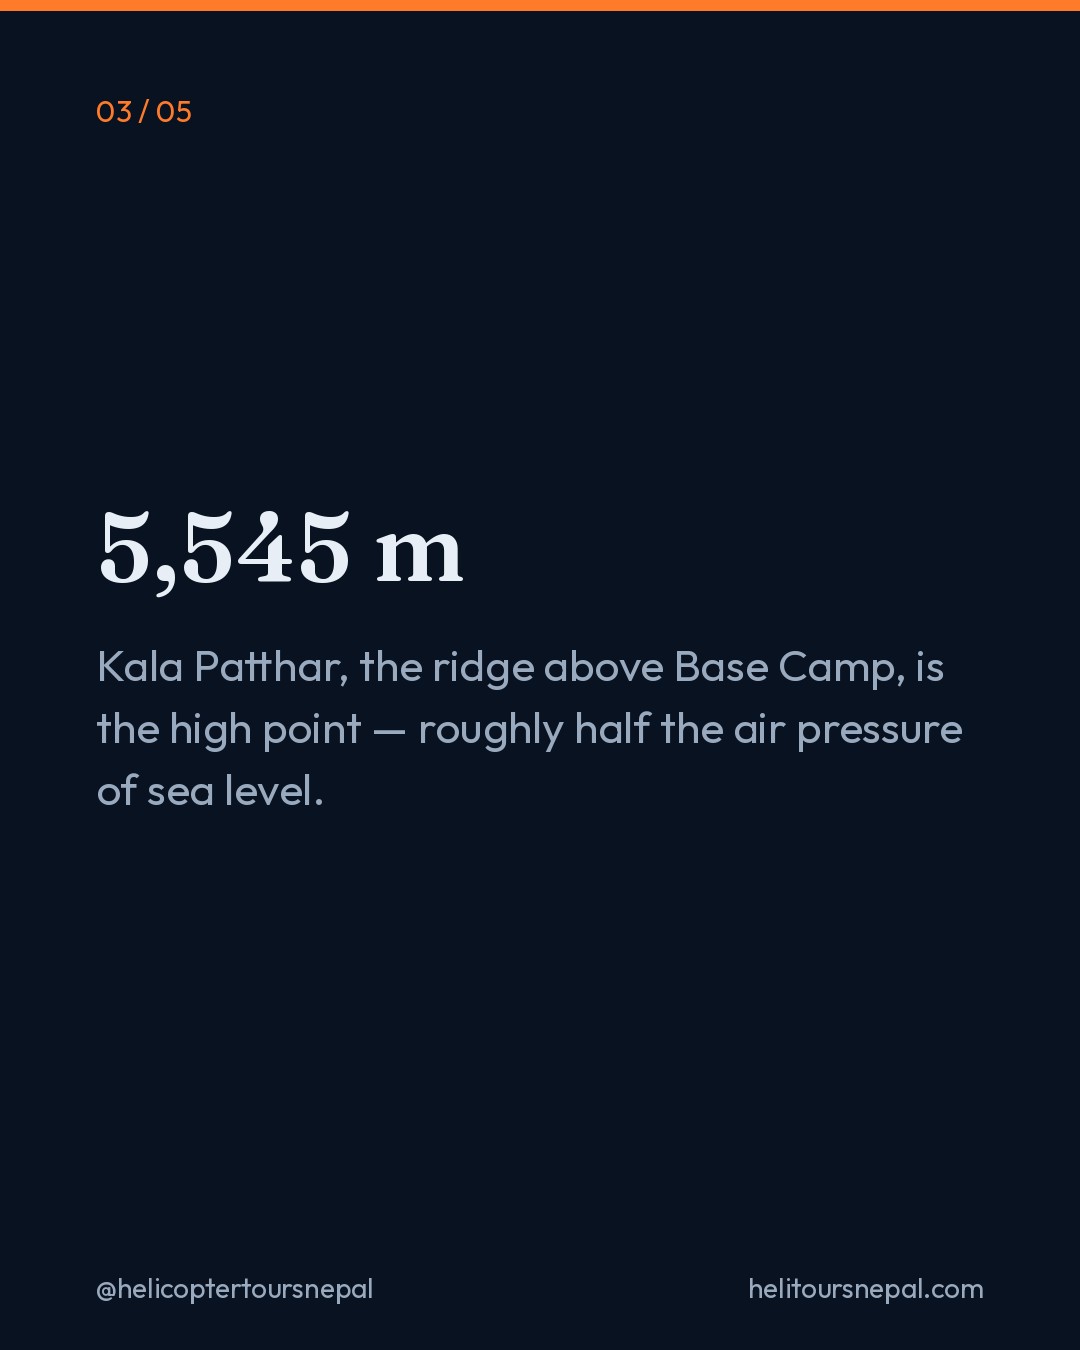 03 / 05
5,545 m
Kala Patthar, the ridge above Base Camp, is
the high point — roughly half the air pressure
of sea level.
@helicoptertoursnepal
helitoursnepal.com